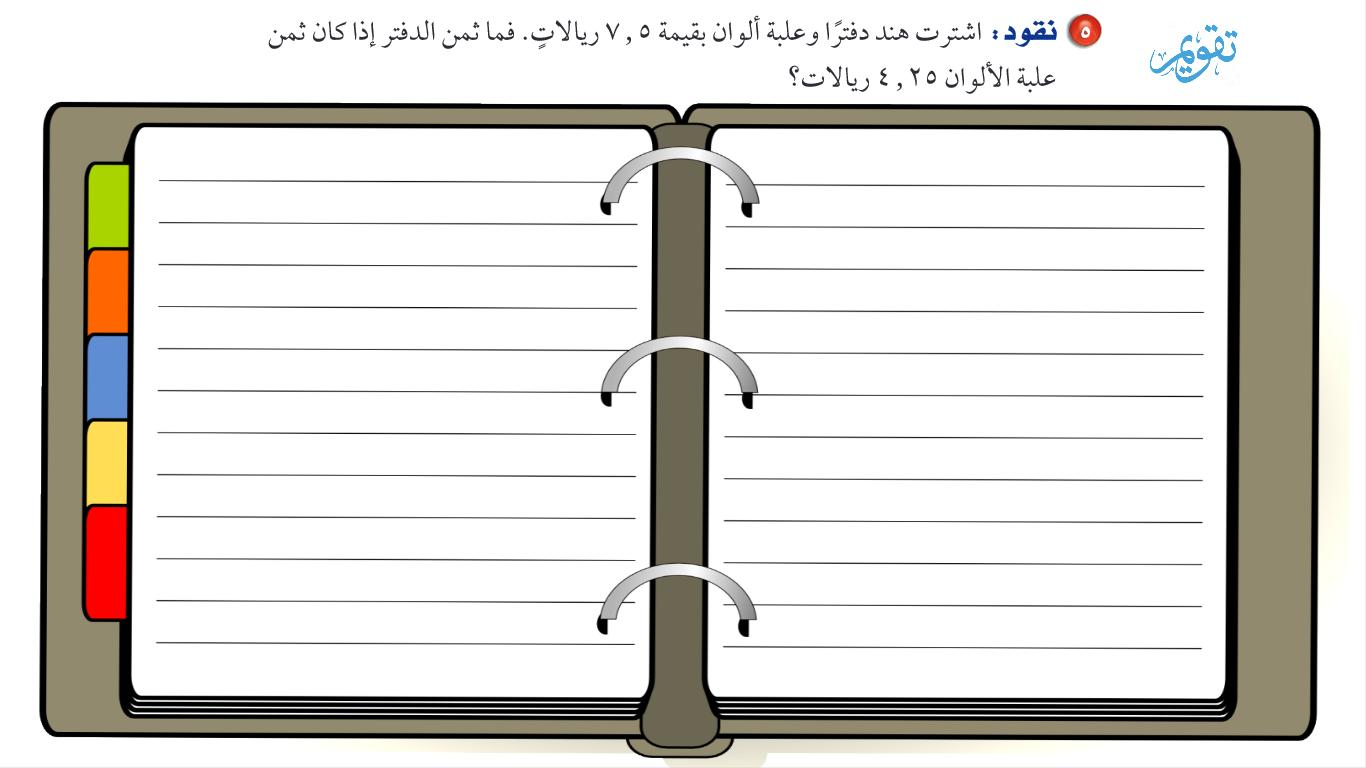 تقويم
٥ نقود: اشترت هند دفترًا وعلبة ألوان بقيمة ٧,٥ ريالاتٍ. فما ثمن الدفتر إذا كان ثمن
علبة الألوان ٤,٢٥ ريالات؟